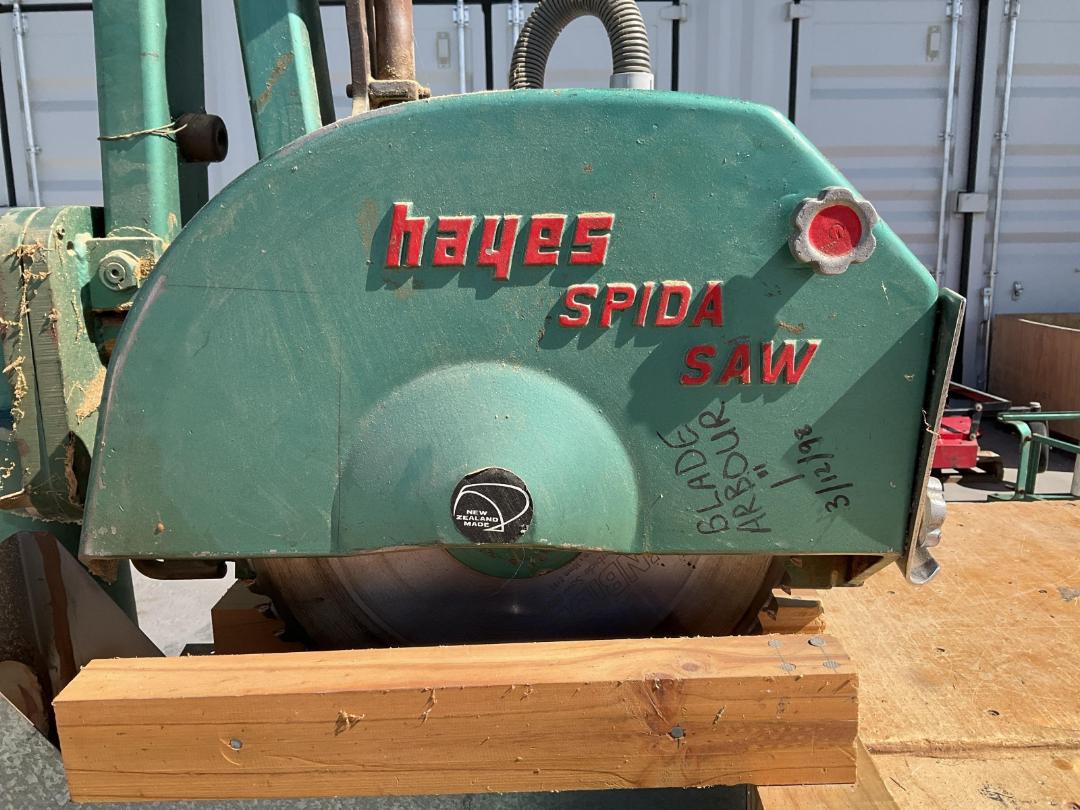 hayes
SPIDA
SAW
BLADE
ARBOUR
1"
3/12/98
NEW
ZEALAND
MADE